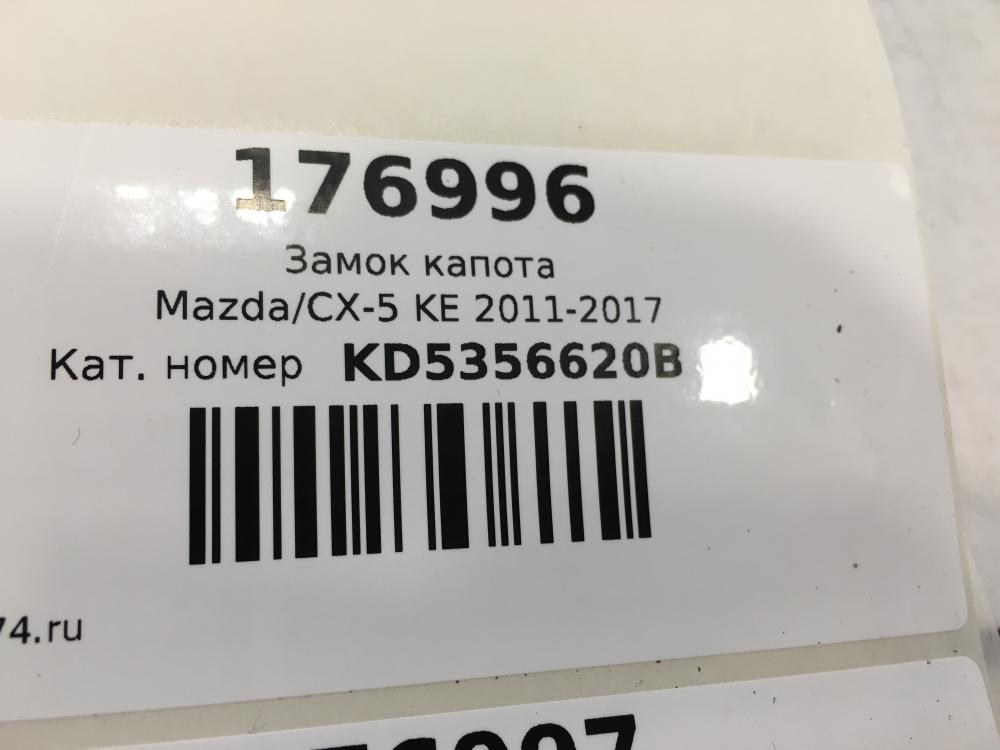 176996
Замок капота
Mazda/CX-5 KE 2011-2017
Кат. номер KD5356620B
74.ru